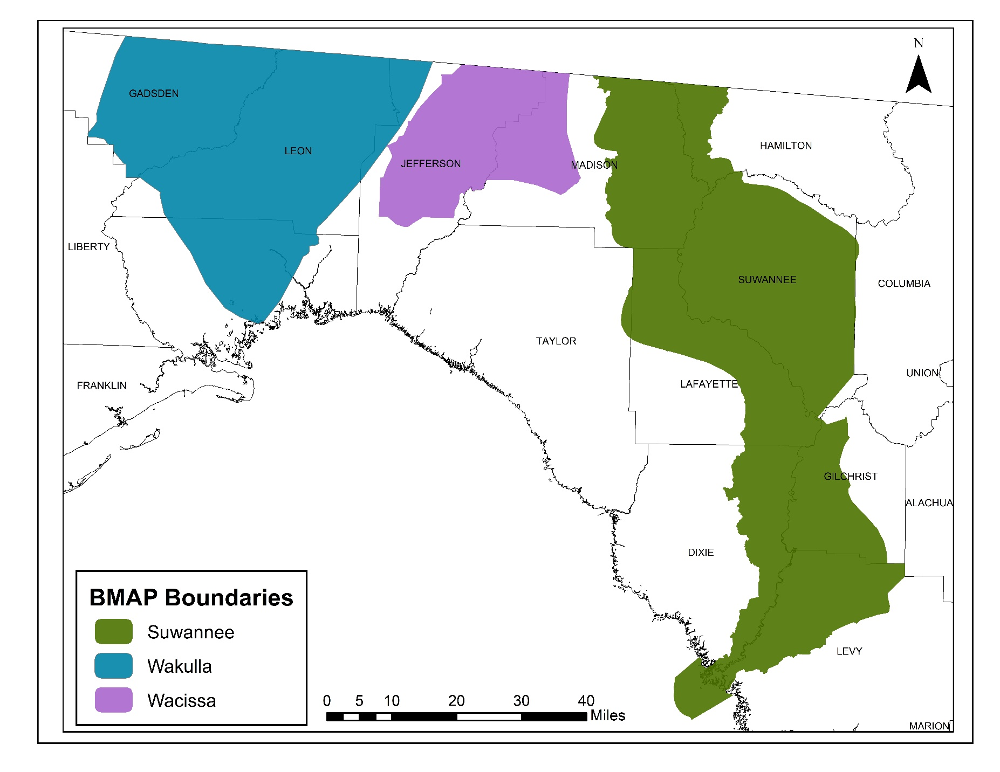 N
GADSDEN
LEON
HAMILTON
JEFFERSON
MADISON
LIBERTY
SUWANNEE
COLUMBIA
TAYLOR
UNION
FRANKLIN
LAFAYETTE
GILCHRIST
ALACHUA
DIXIE
LEVY
MARION
BMAP Boundaries
Suwannee
Wakulla
Wacissa
0 5 10 20 30 40
Miles